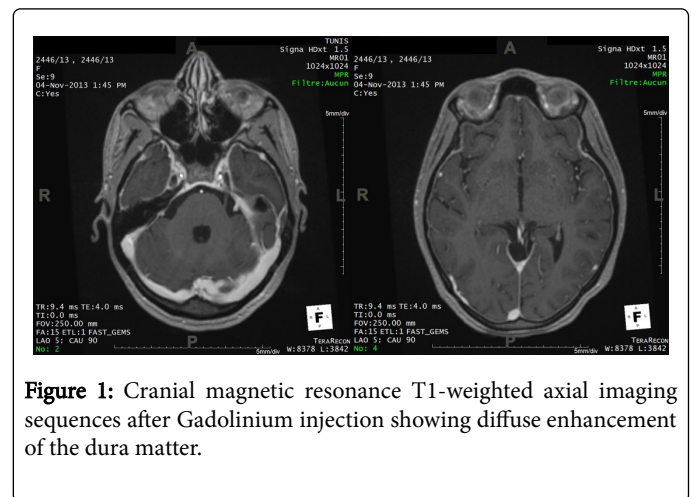 TUNIS
2446/13 , 2446/13
Signa HDxt 1.5
F
MR01
Se:9
1024x1024
04-Nov-2013 1:45 PM
MPR
C:Yes
Filtre:Aucun
A
5mm/div
R
L
TR:9.4 ms TE:4.0 ms
TI:0.0 ms
FOV:250.00 mm
FA:15 ETL:1 FAST_GEMS
LAO 5: CAU 90
No: 2
P
5mm/div
F
TERARECON
W:8378 L:3842
2446/13 , 2446/13
Signa HDxt 1.5
F
MR01
Se:9
1024x1024
04-Nov-2013 1:45 PM
MPR
C:Yes
Filtre:Aucun
A
5mm/div
R
L
TR:9.4 ms TE:4.0 ms
TI:0.0 ms
FOV:250.00 mm
FA:15 ETL:1 FAST_GEMS
LAO 5: CAU 90
No: 4
P
5mm/div
F
TERARECON
W:8378 L:3842
Figure 1: Cranial magnetic resonance T1-weighted axial imaging
sequences after Gadolinium injection showing diffuse enhancement
of the dura matter.